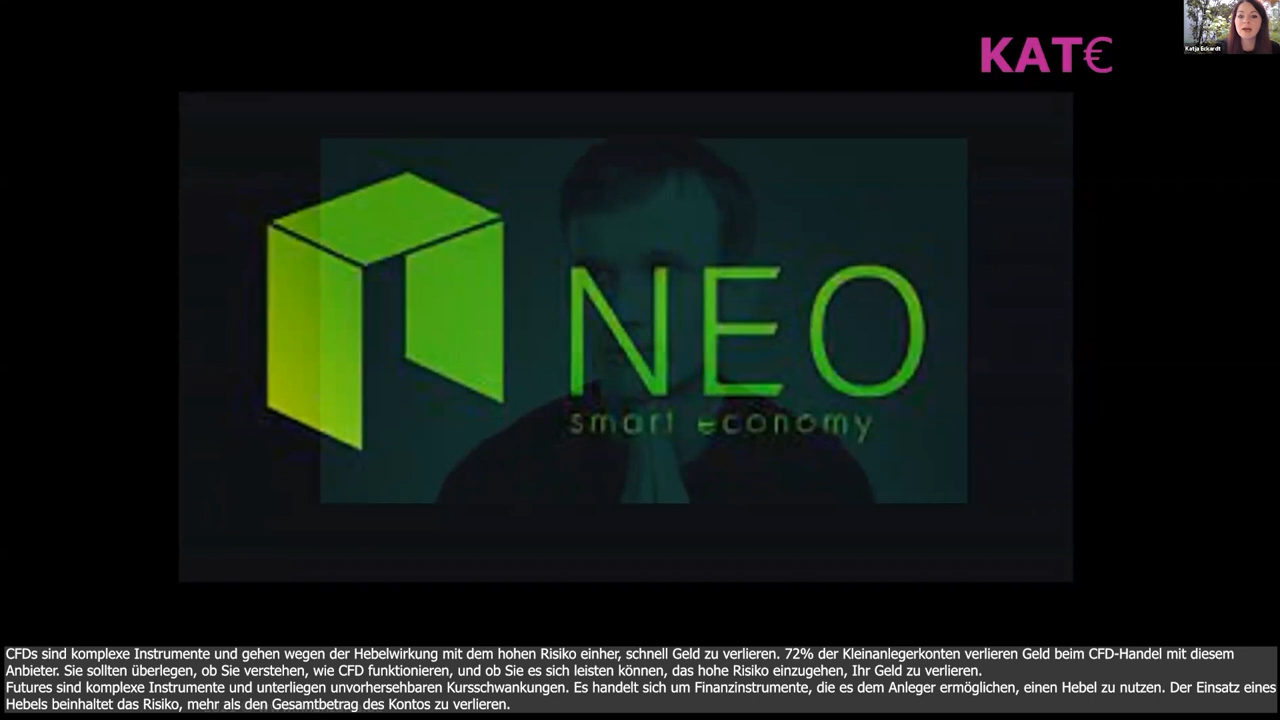 KAT€
Katja Eckardt
NEO
smart economy
CFDs sind komplexe Instrumente und gehen wegen der Hebelwirkung mit dem hohen Risiko einher, schnell Geld zu verlieren. 72% der Kleinanlegerkonten verlieren Geld beim CFD-Handel mit diesem
Anbieter. Sie sollten überlegen, ob Sie verstehen, wie CFD funktionieren, und ob Sie es sich leisten können, das hohe Risiko einzugehen, Ihr Geld zu verlieren.
Futures sind komplexe Instrumente und unterliegen unvorhersehbaren Kursschwankungen. Es handelt sich um Finanzinstrumente, die es dem Anleger ermöglichen, einen Hebel zu nutzen. Der Einsatz eines
Hebels beinhaltet das Risiko, mehr als den Gesamtbetrag des Kontos zu verlieren.